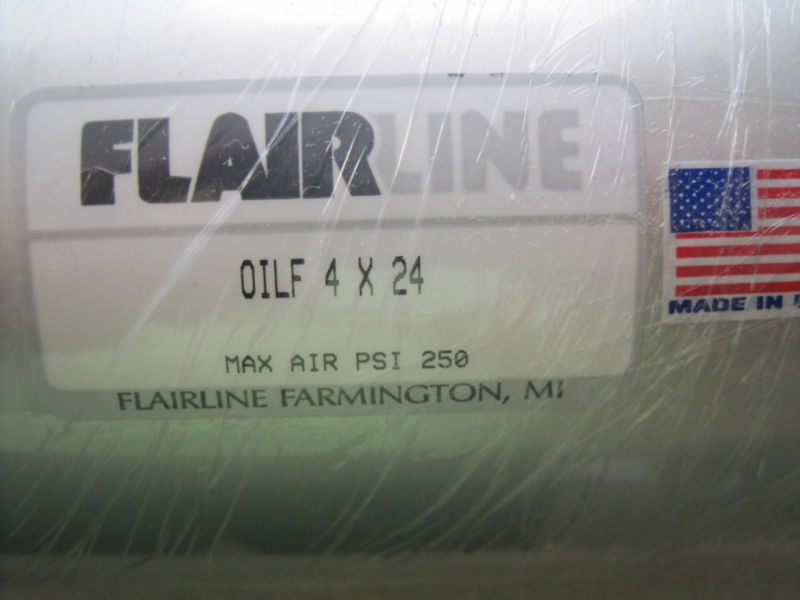 FLAIRLINE
OILF 4 X 24
MAX AIR PSI 250
FLAIRLINE FARMINGTON, MI
MADE IN